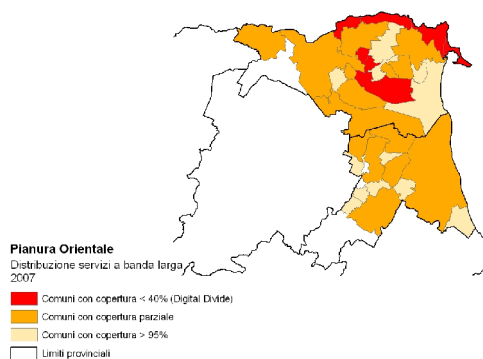 Pianura Orientale
Distribuzione servizi a banda larga
2007
Comuni con copertura < 40% (Digital Divide)
Comuni con copertura parziale
Comuni con copertura > 95%
Limiti provinciali